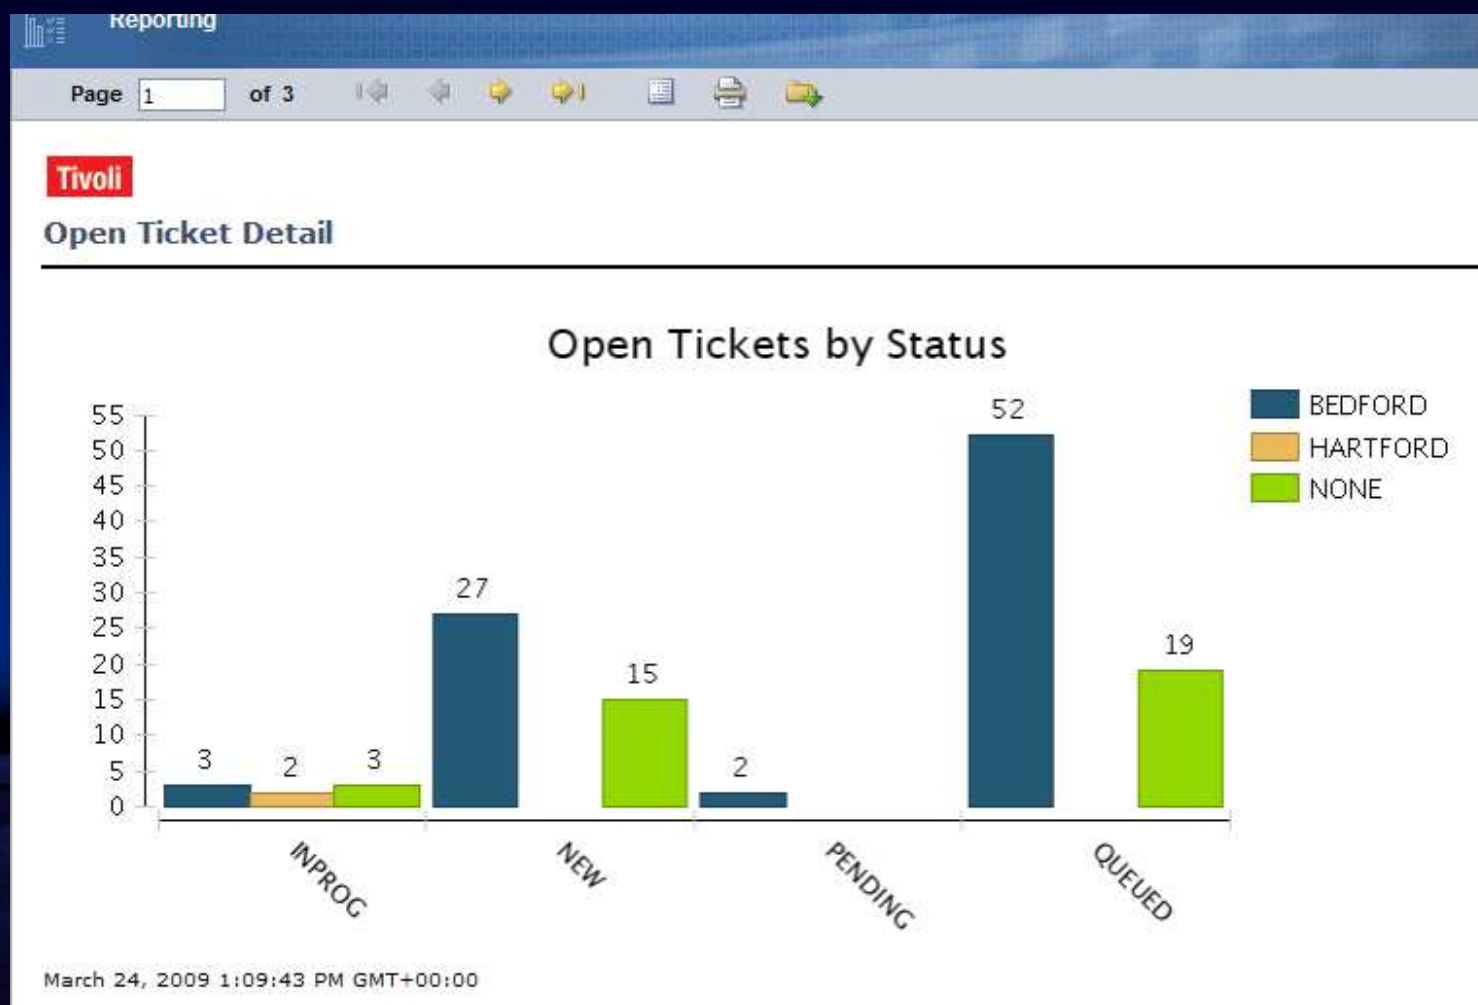 Reporting
Page 1 of 3
Tivoli
Open Ticket Detail
Open Tickets by Status
55
50
45
40
35
30
25
20
15
10
5
0
3
2
3
27
15
2
52
19
INPROG
NEW
PENDING
QUEUED
BEDFORD
HARTFORD
NONE
March 24, 2009 1:09:43 PM GMT+00:00